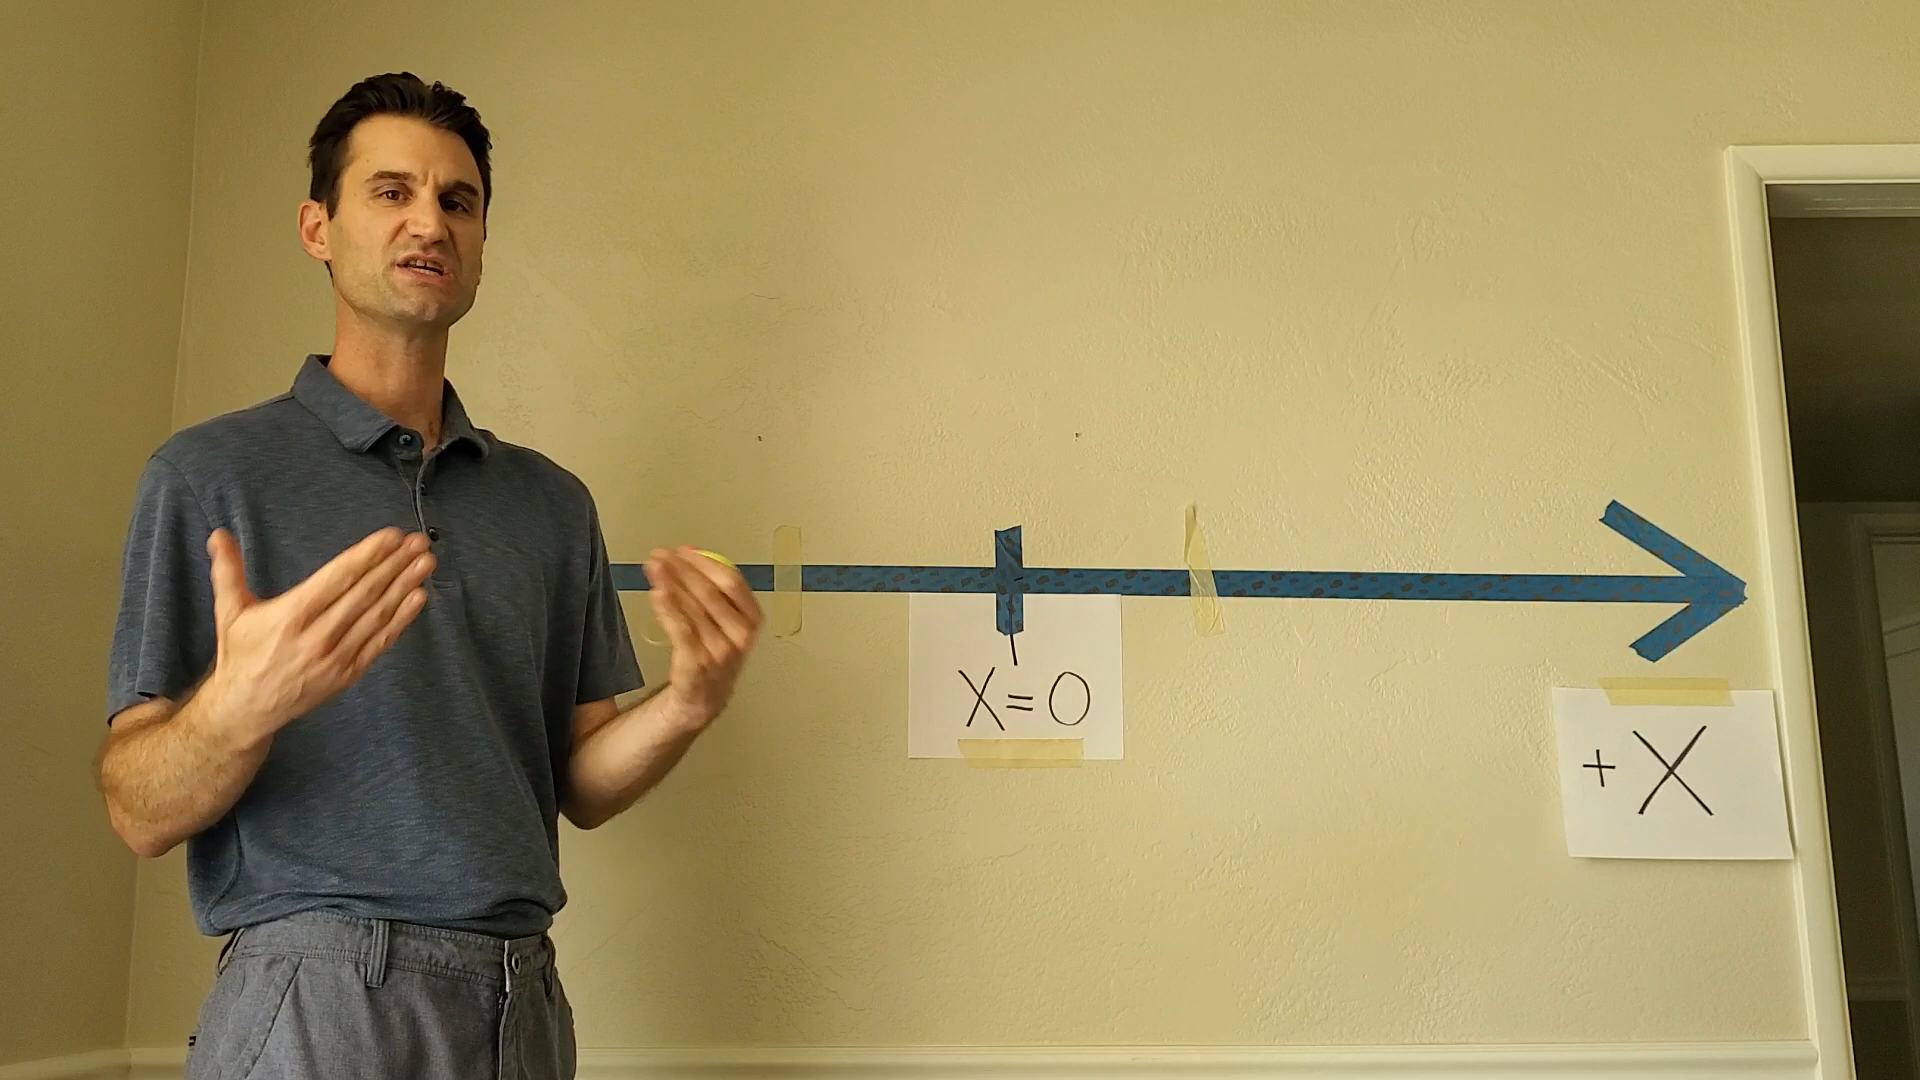 X = 0
+ X